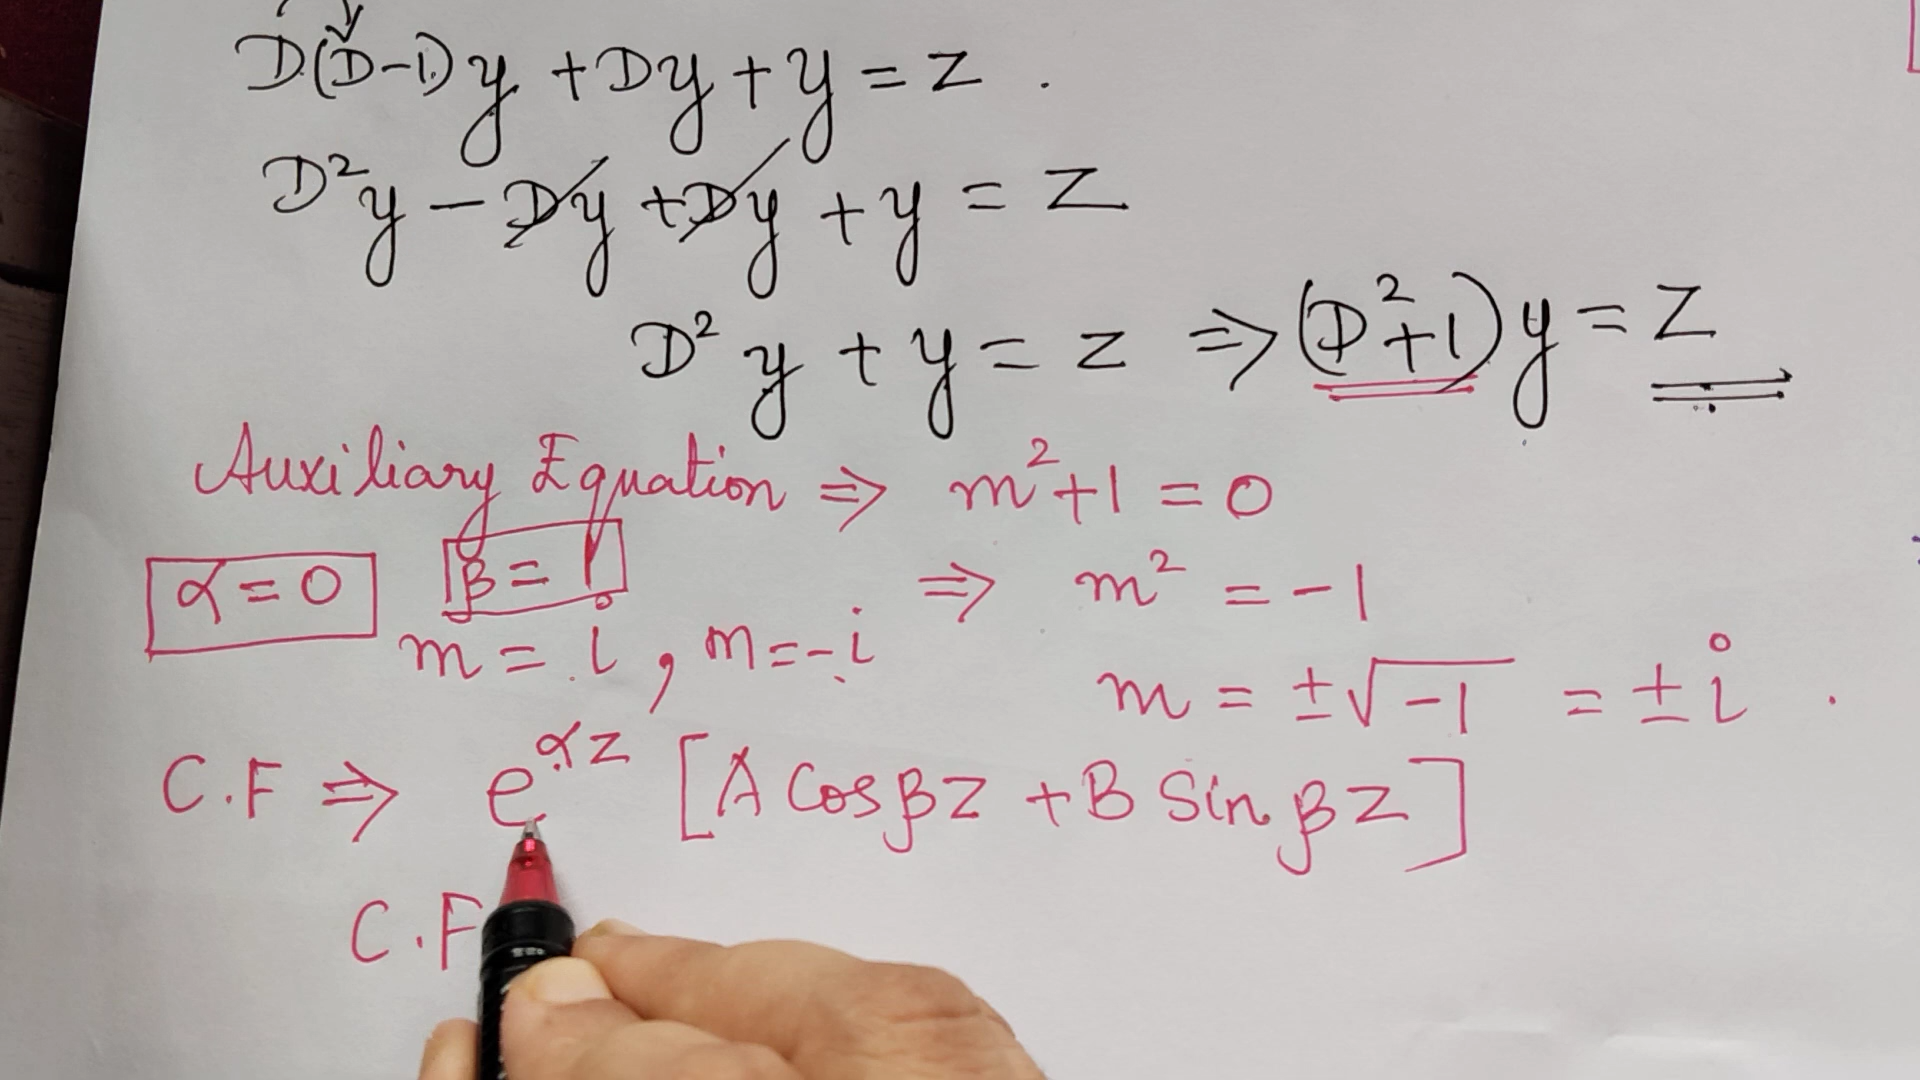 D(D-1)y + Dy + y = z .
D²y - Dy + Dy + y = z
D²y + y = z ⇒ (D²+1)y = z
Auxiliary Equation ⇒ m²+1 = 0
α = 0 β = 1 ⇒ m² = -1
m = i , m = -i m = ±√-1 = ±i .
C.F ⇒ e^αz [A Cos βz + B Sin βz]
C.F